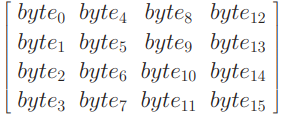 byte₀ byte₄ byte₈ byte₁₂
byte₁ byte₅ byte₉ byte₁₃
byte₂ byte₆ byte₁₀ byte₁₄
byte₃ byte₇ byte₁₁ byte₁₅